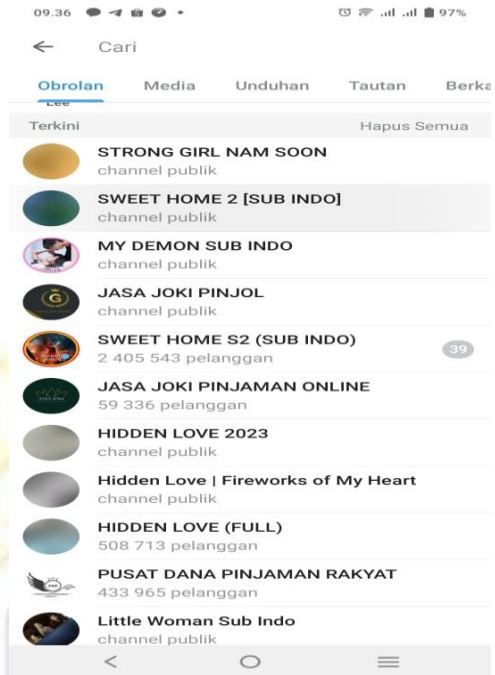 09.36
97%
Cari
Obrolan Media Unduhan Tautan Berka
Lee
Terkini Hapus Semua
STRONG GIRL NAM SOON
channel publik
SWEET HOME 2 [SUB INDO]
channel publik
MY DEMON SUB INDO
channel publik
JASA JOKI PINJOL
channel publik
SWEET HOME S2 (SUB INDO)
2 405 543 pelanggan
39
JASA JOKI PINJAMAN ONLINE
59 336 pelanggan
HIDDEN LOVE 2023
channel publik
Hidden Love | Fireworks of My Heart
channel publik
HIDDEN LOVE (FULL)
508 713 pelanggan
PUSAT DANA PINJAMAN RAKYAT
433 965 pelanggan
Little Woman Sub Indo
channel publik